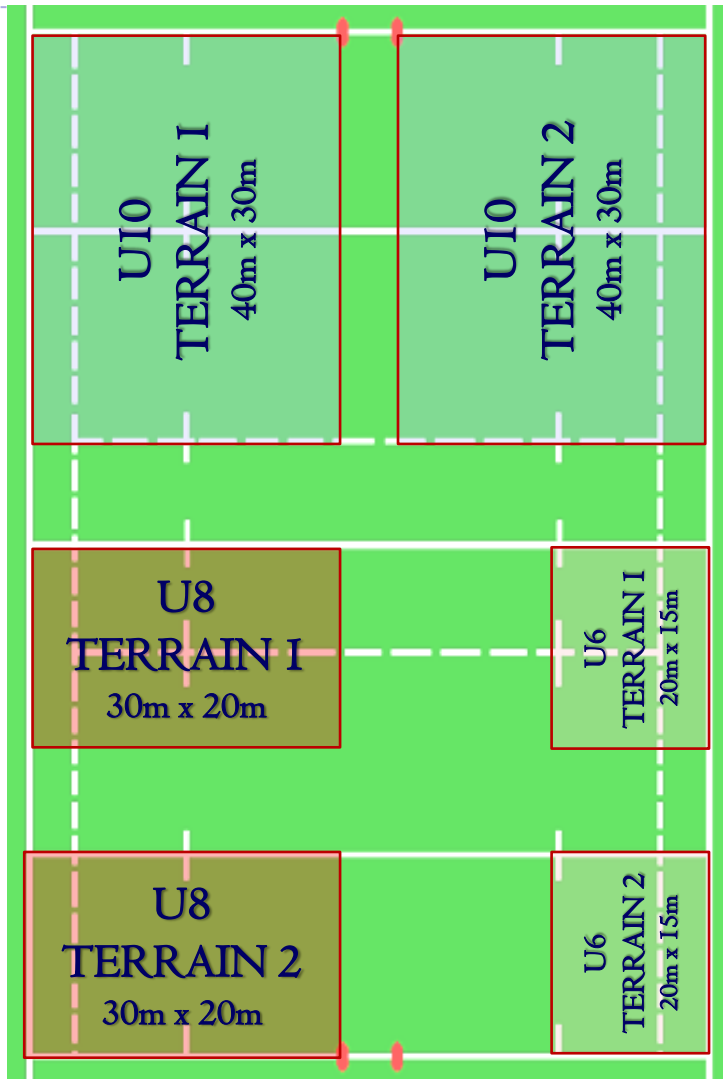 U10
TERRAIN 1
40m x 30m
U10
TERRAIN 2
40m x 30m
U8
TERRAIN 1
30m x 20m
U6
TERRAIN 1
20m x 15m
U8
TERRAIN 2
30m x 20m
U6
TERRAIN 2
20m x 15m